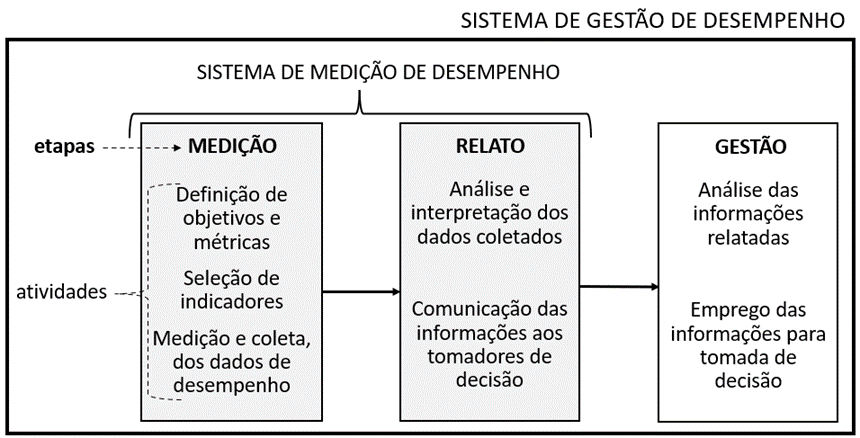 SISTEMA DE GESTÃO DE DESEMPENHO
SISTEMA DE MEDIÇÃO DE DESEMPENHO
etapas
MEDIÇÃO
Definição de
objetivos e
métricas
Seleção de
indicadores
Medição e coleta,
dos dados de
desempenho
atividades
RELATO
Análise e
interpretação dos
dados coletados
Comunicação das
informações aos
tomadores de
decisão
GESTÃO
Análise das
informações
relatadas
Emprego das
informações para
tomada de
decisão